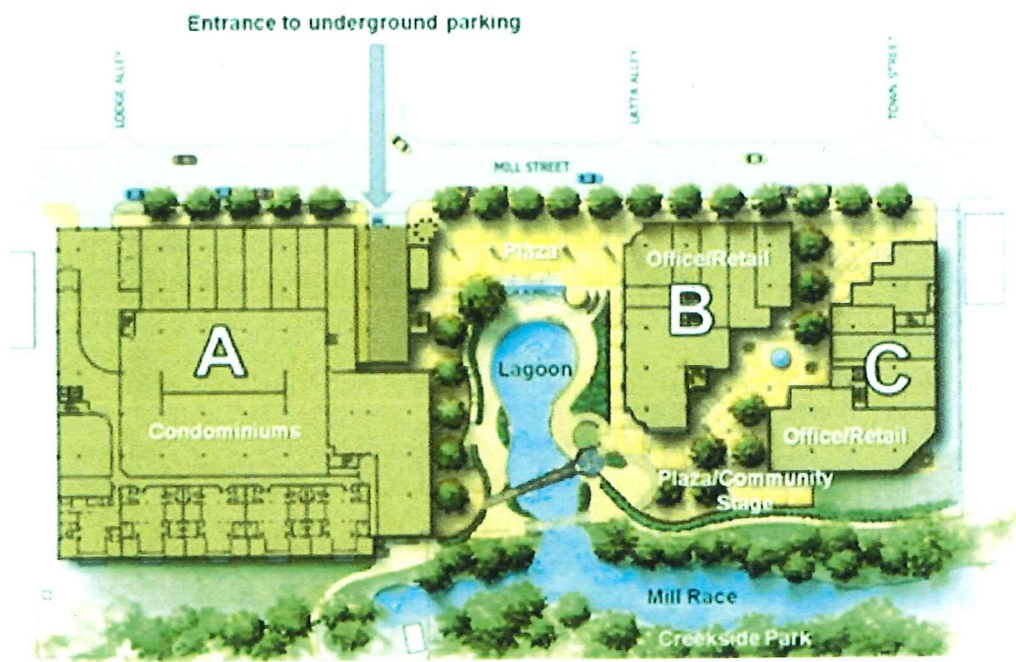 Entrance to underground parking
LODGE ALLEY
LATTA ALLEY
TOWN STREET
MILL STREET
Plaza
Office/Retail
B
A
Lagoon
C
Condominiums
Office/Retail
Plaza/Community
Stage
Mill Race
Creekside Park